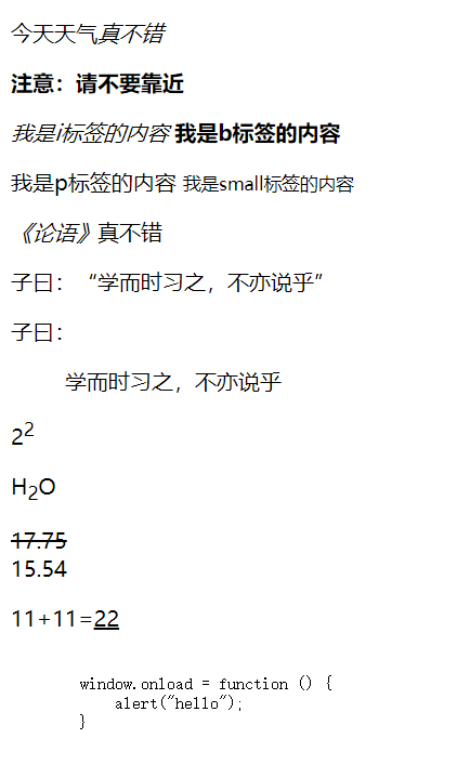 今天天气真不错
注意：请不要靠近
我是i标签的内容 我是b标签的内容
我是p标签的内容 我是small标签的内容
《论语》真不错
子曰：“学而时习之，不亦说乎”
子曰：
学而时习之，不亦说乎
2²
H₂O
17.75
15.54
11+11=22
window.onload = function () {
    alert("hello");
}